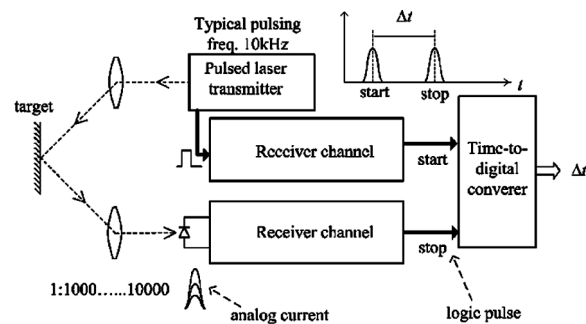 Typical pulsing
freq. 10kHz
Pulsed laser
transmitter
Δt
start
stop
t
target
Receiver channel
start
Time-to-
digital
converer
Δt
Receiver channel
stop
1:1000......10000
analog current
logic pulse